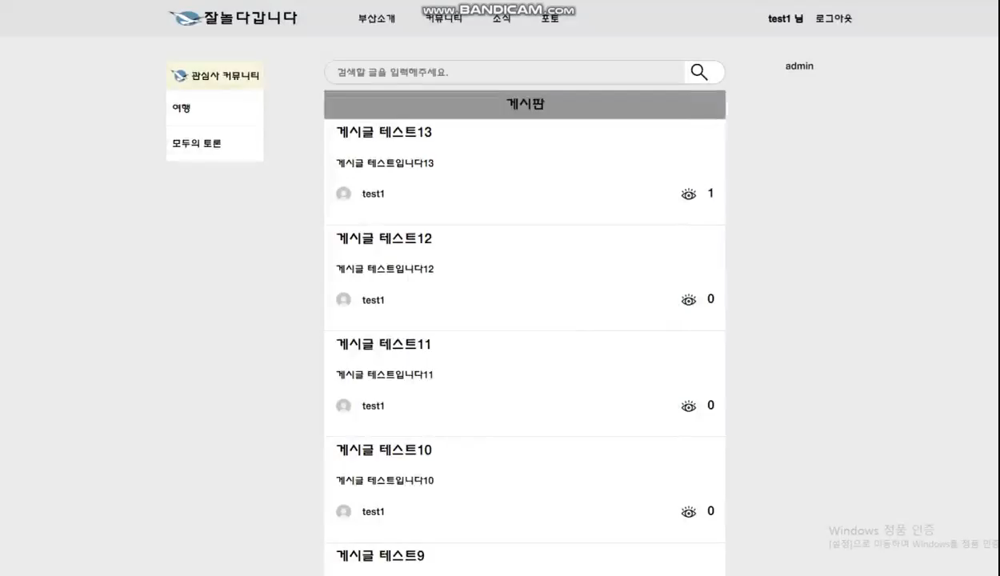 잘놀다갑니다
부산소개 커뮤니티 소식 포토
www.BANDICAM.com
test1 님 로그아웃
관심사 커뮤니티
여행
모두의 토론
검색할 글을 입력해주세요.
admin
게시판
게시글 테스트13
게시글 테스트입니다13
test1 1
게시글 테스트12
게시글 테스트입니다12
test1 0
게시글 테스트11
게시글 테스트입니다11
test1 0
게시글 테스트10
게시글 테스트입니다10
test1 0
게시글 테스트9
Windows 정품 인증
[설정]으로 이동하여 Windows를 정품 인증